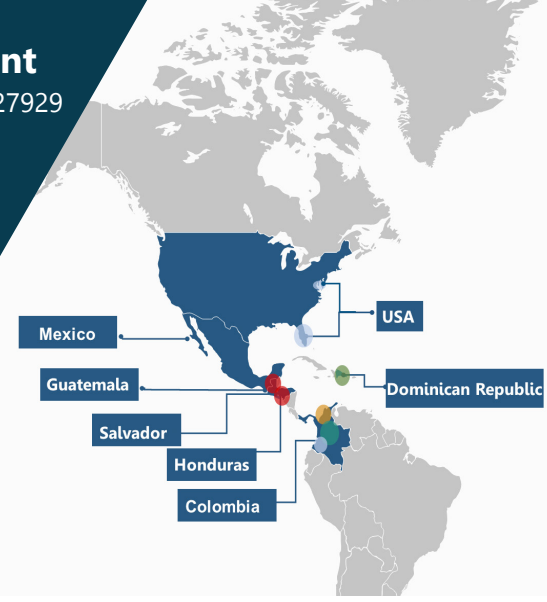 nt
27929
USA
Mexico
Guatemala
Dominican Republic
Salvador
Honduras
Colombia